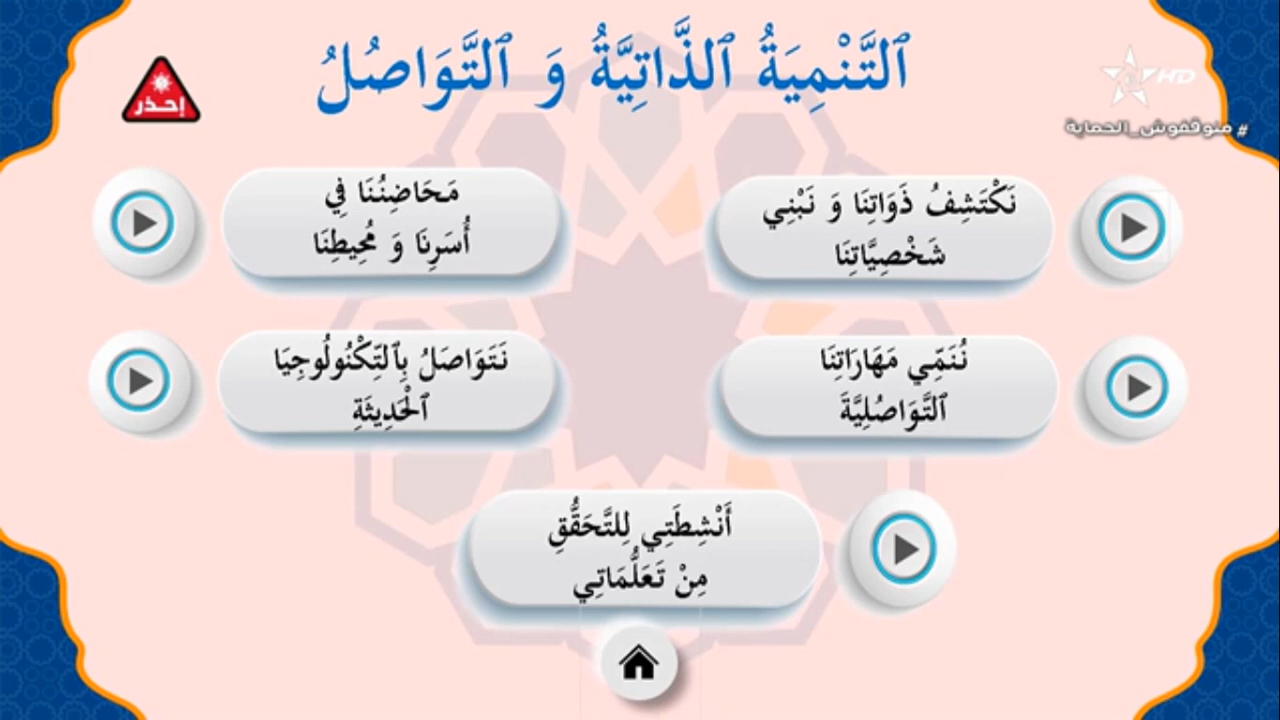 ٱلتَّنْمِيَةُ ٱلذَّاتِيَّةُ وَ ٱلتَّوَاصُلُ
إحذر
HD
# منوقفوش_الحماية
نَكْتَشِفُ ذَوَاتِنَا وَ نَبْنِي
شَخْصِيَّاتِنَا
مَحَاضِنُنَا فِي
أُسَرِنَا وَ مُحِيطِنَا
نُنَمِّي مَهَارَاتِنَا
ٱلتَّوَاصُلِيَّةَ
نَتَوَاصَلُ بِٱلتِّكْنُولُوجِيَا
ٱلْحَدِيثَةِ
أَنْشِطَتِي لِلتَّحَقُّقِ
مِنْ تَعَلُّمَاتِي